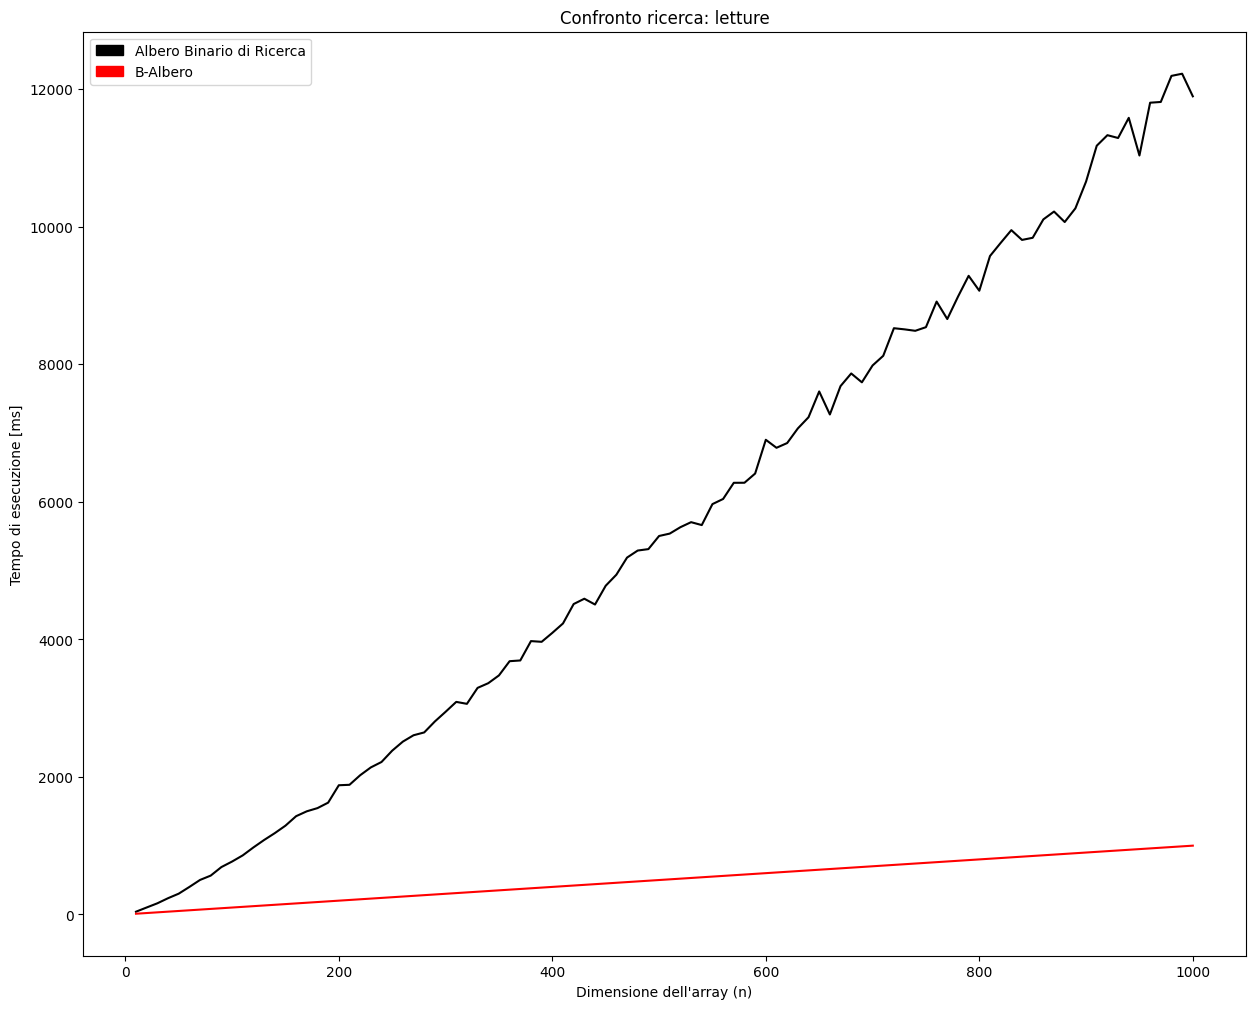 Confronto ricerca: letture
Albero Binario di Ricerca
B-Albero
Tempo di esecuzione [ms]
12000
10000
8000
6000
4000
2000
0
0 200 400 600 800 1000
Dimensione dell'array (n)